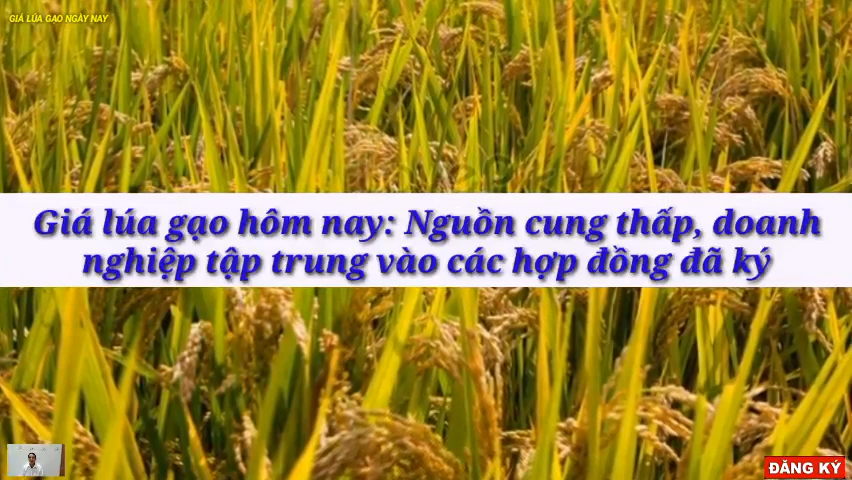 GIÁ LÚA GẠO NGÀY NAY
Giá lúa gạo hôm nay: Nguồn cung thấp, doanh
nghiệp tập trung vào các hợp đồng đã ký
ĐĂNG KÝ